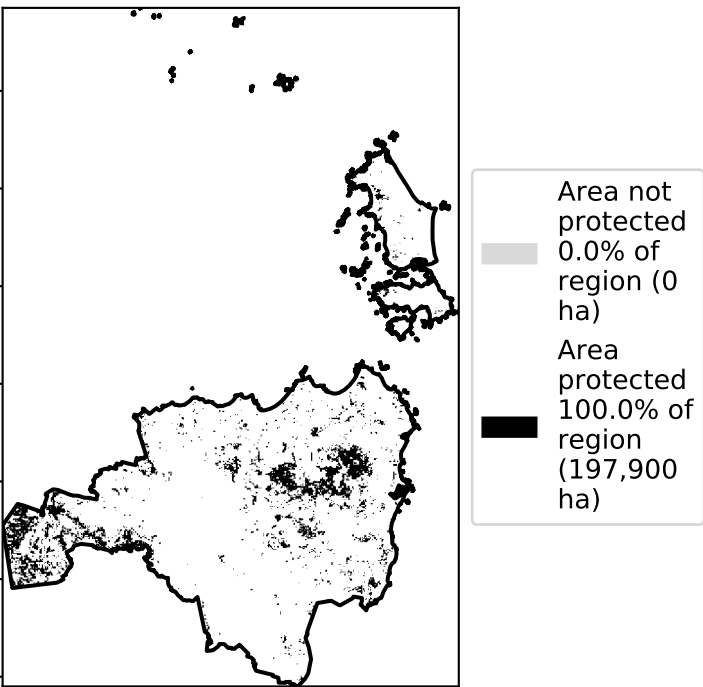 Area not
protected
0.0% of
region (0
ha)
Area
protected
100.0% of
region
(197,900
ha)